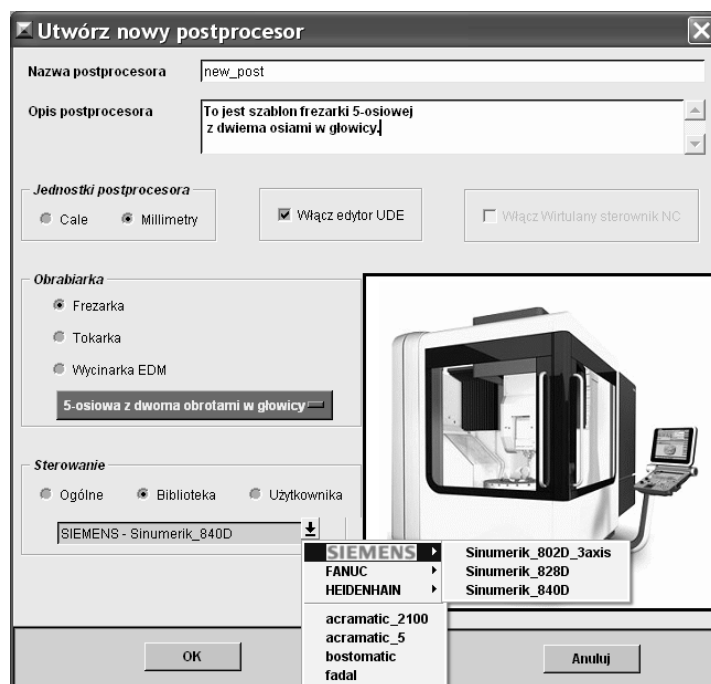 Utwórz nowy postprocesor
Nazwa postprocesora
new_post
Opis postprocesora
To jest szablon frezarki 5-osiowej
z dwiema osiami w głowicy.
Jednostki postprocesora
Cale
Millimetry
Włącz edytor UDE
Włącz Wirtulany sterownik NC
Obrabiarka
Frezarka
Tokarka
Wycinarka EDM
5-osiowa z dwoma obrotami w głowicy
Sterowanie
Ogólne
Biblioteka
Użytkownika
SIEMENS - Sinumerik_840D
SIEMENS
Sinumerik_802D_3axis
FANUC
Sinumerik_828D
HEIDENHAIN
Sinumerik_840D
acramatic_2100
acramatic_5
bostomatic
fadal
OK
Anuluj